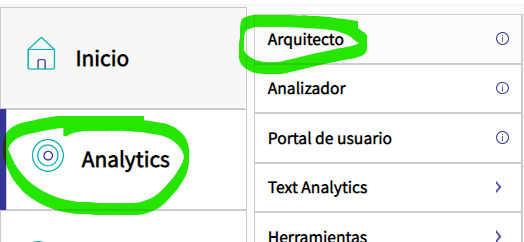 Inicio
Analytics
Arquitecto
Analizador
Portal de usuario
Text Analytics
Herramientas